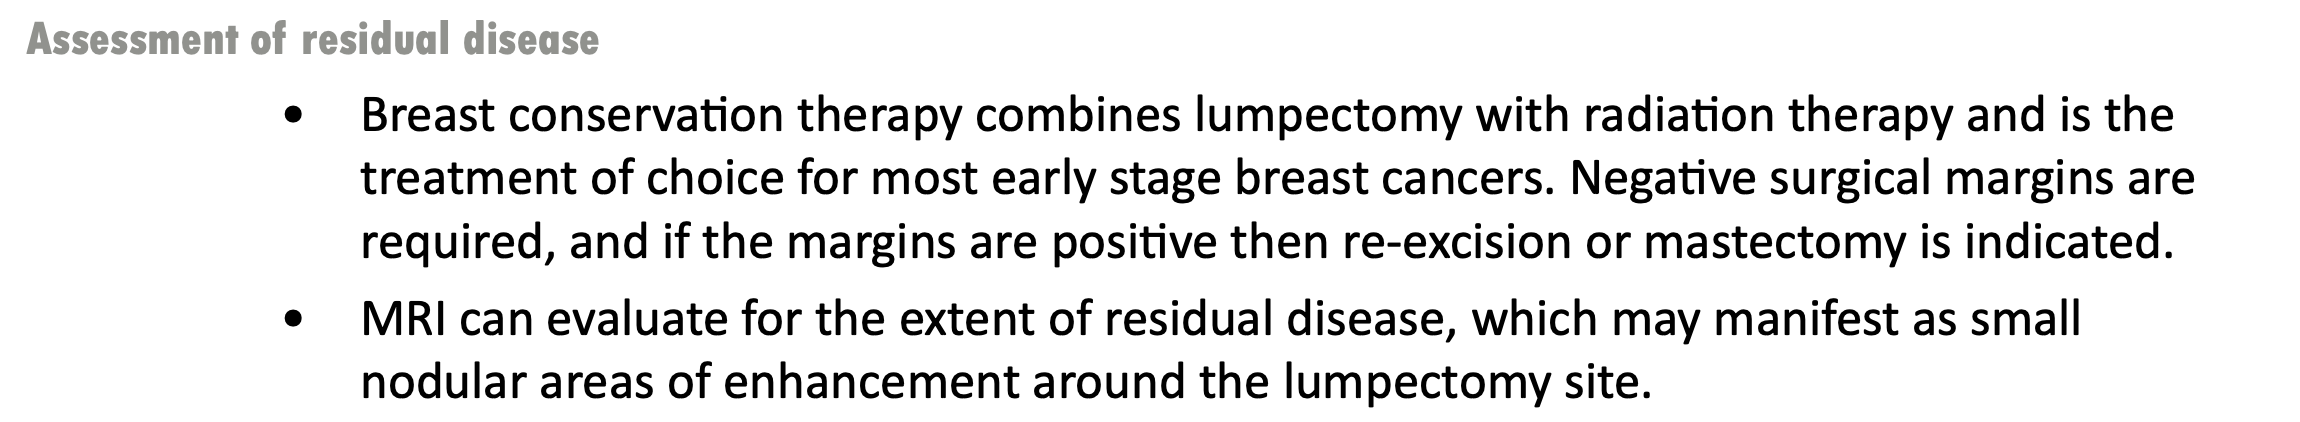 Assessment of residual disease
• Breast conservation therapy combines lumpectomy with radiation therapy and is the
treatment of choice for most early stage breast cancers. Negative surgical margins are
required, and if the margins are positive then re-excision or mastectomy is indicated.
• MRI can evaluate for the extent of residual disease, which may manifest as small
nodular areas of enhancement around the lumpectomy site.